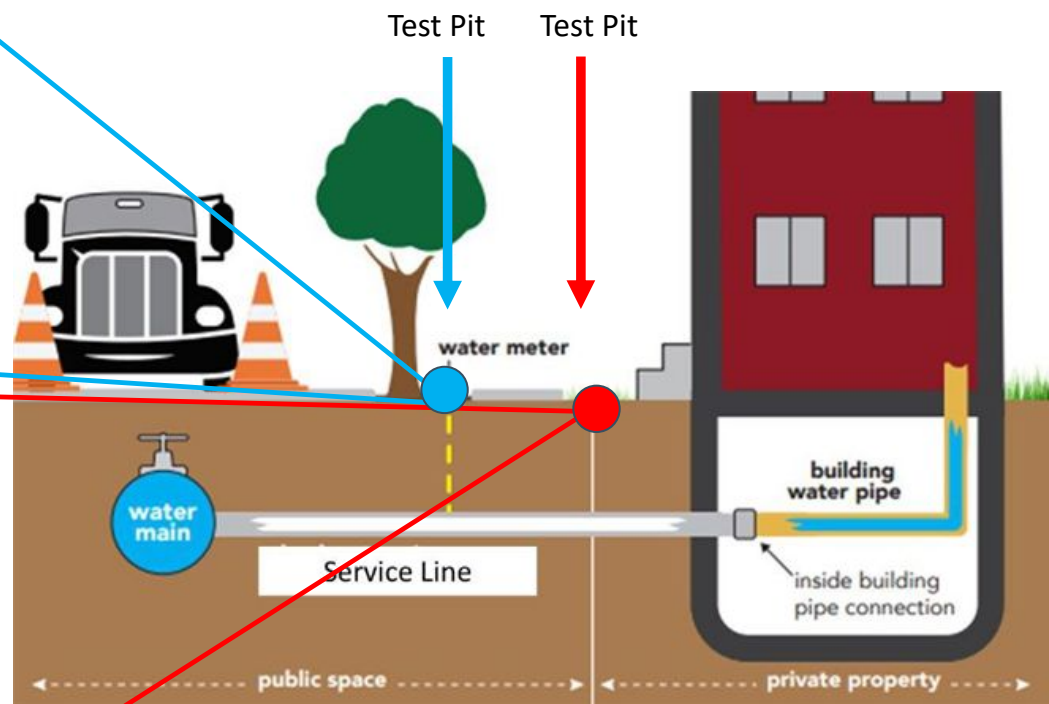 Test Pit
Test Pit
water meter
water
main
Service Line
building
water pipe
inside building
pipe connection
public space
private property